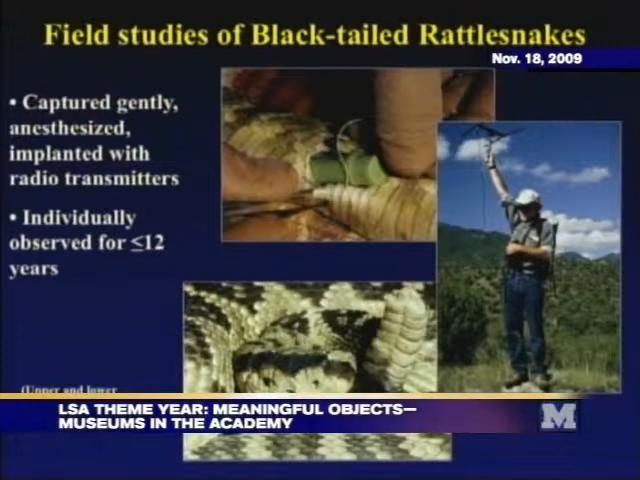 Field studies of Black-tailed Rattlesnakes
Nov. 18, 2009
• Captured gently,
anesthetized,
implanted with
radio transmitters
• Individually
observed for ≤12
years
(Upper and lower
LSA THEME YEAR: MEANINGFUL OBJECTS—
MUSEUMS IN THE ACADEMY
M